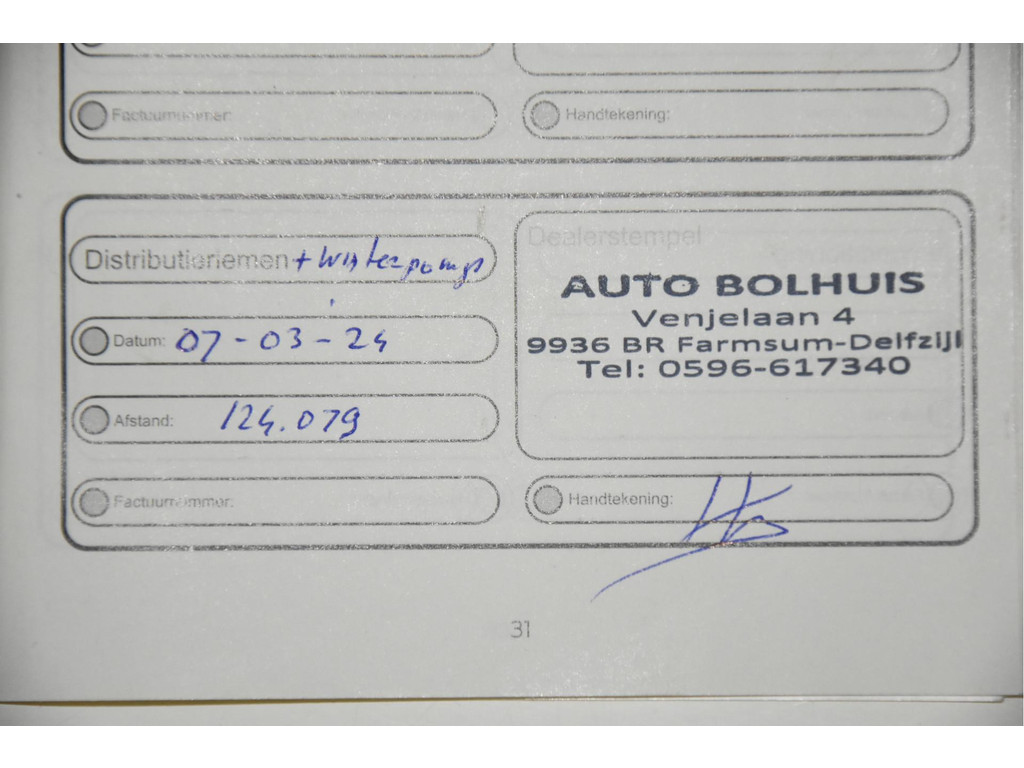 Factuurnummer:
Handtekening:
Distributieriemen + Waterpomp
Dealerstempel
AUTO BOLHUIS
Venjelaan 4
9936 BR Farmsum-Delfzijl
Tel: 0596-617340
Datum: 07-03-24
Afstand: 124.079
Factuurnummer:
Handtekening:
31